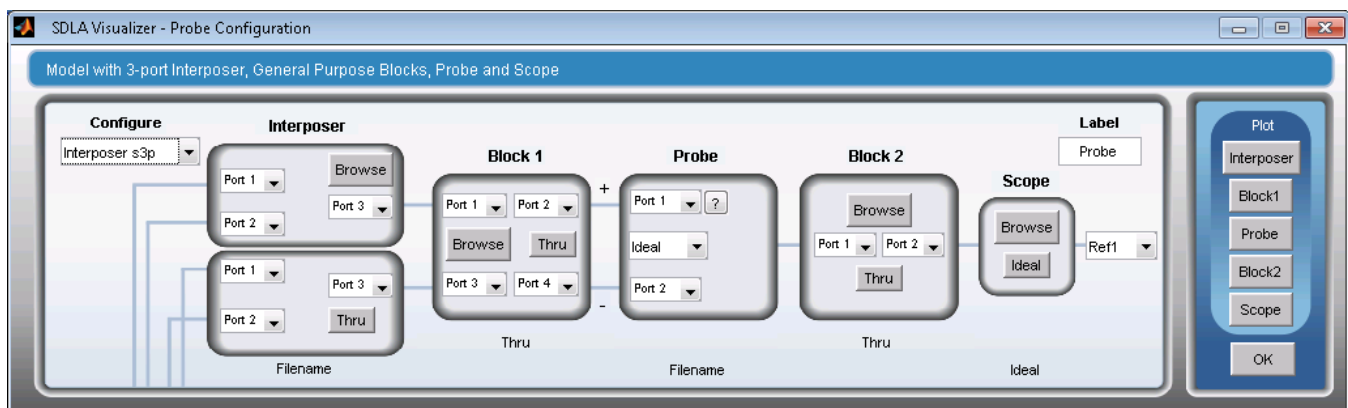 SDLA Visualizer - Probe Configuration
Model with 3-port Interposer, General Purpose Blocks, Probe and Scope
Configure
Interposer s3p
Interposer
Port 1
Browse
Port 3
Port 2
Port 1
Port 3
Port 2
Thru
Filename
Block 1
Port 1 Port 2
Browse Thru
Port 3 Port 4
Thru
+
-
Probe
Port 1 ?
Ideal
Port 2
Filename
Block 2
Browse
Port 1 Port 2
Thru
Thru
Scope
Browse
Ideal
Ideal
Label
Probe
Ref1
Plot
Interposer
Block1
Probe
Block2
Scope
OK